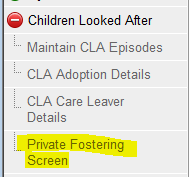 Children Looked After
Maintain CLA Episodes
CLA Adoption Details
CLA Care Leaver
Details
Private Fostering
Screen